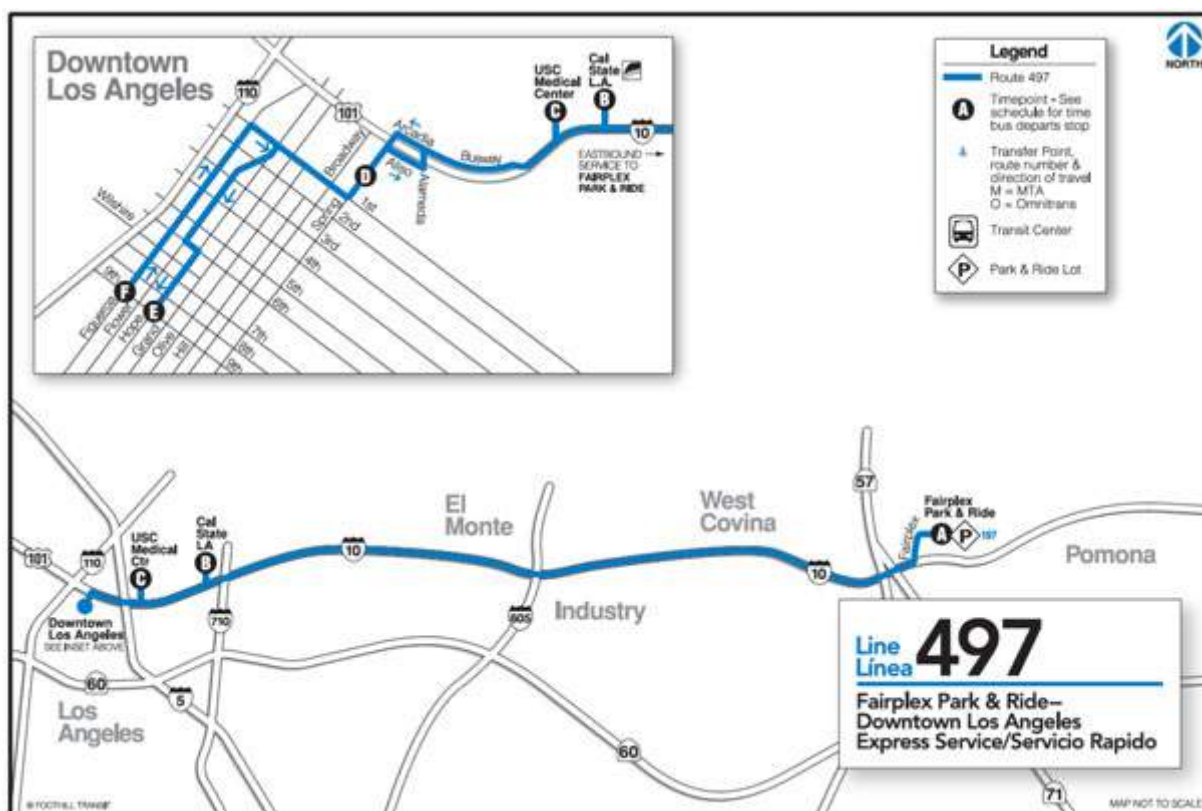 NORTH
Downtown
Los Angeles
110
101
USC
Medical
Center
Cal
State
L.A.
C
B
10
Arcadia
Aliso
Alameda
Busway
EASTBOUND
SERVICE TO
FAIRPLEX
PARK & RIDE
Broadway
D
Spring
1st
2nd
3rd
4th
5th
6th
7th
8th
9th
Wilshire
9th
F
E
Figueroa
Flower
Hope
Grand
Olive
Hill
Legend
Route 497
A
Timepoint - See
schedule for time
bus departs stop
Transfer Point,
route number &
direction of travel
M = MTA
O = Omnitrans
Transit Center
P
Park & Ride Lot
101
110
USC
Medical
Ctr
C
Cal
State
LA
B
710
10
El
Monte
605
Industry
West
Covina
10
57
Fairplex
Fairplex
Park & Ride
A
P
197
Pomona
Downtown
Los Angeles
SEE INSET ABOVE
60
5
Los
Angeles
60
71
Line
Línea
497
Fairplex Park & Ride–
Downtown Los Angeles
Express Service/Servicio Rapido
© FOOTHILL TRANSIT
MAP NOT TO SCALE